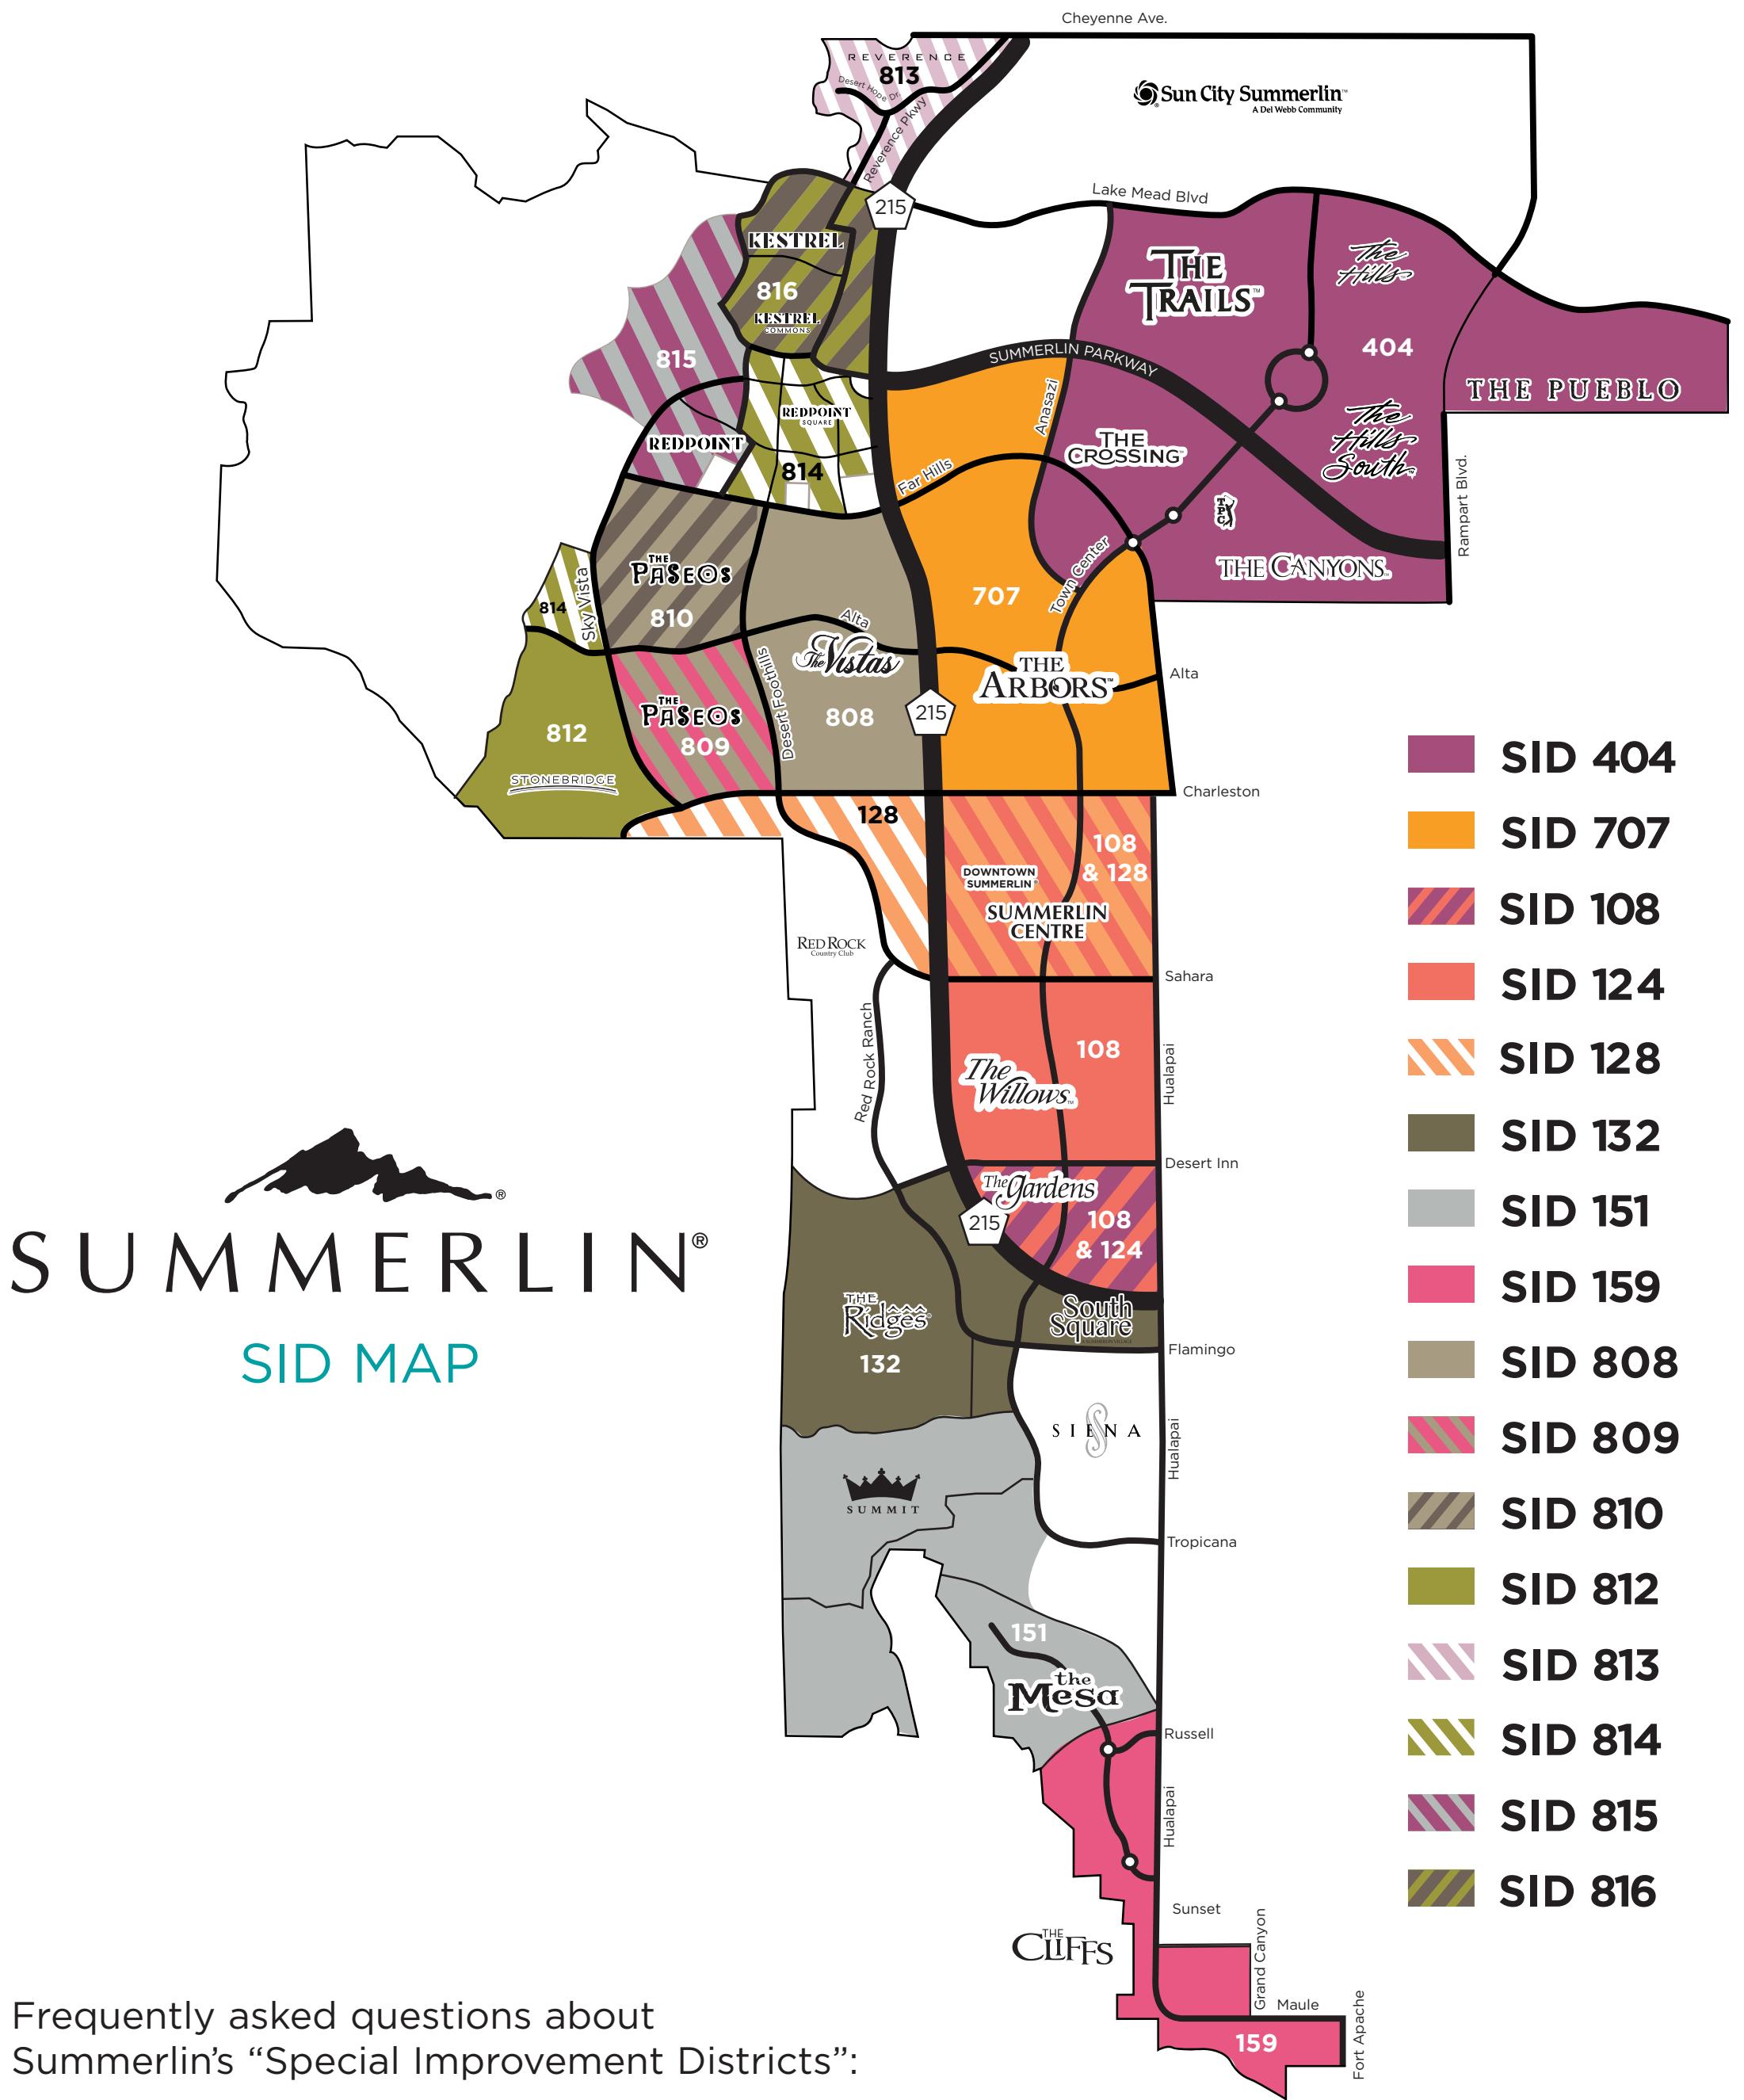 Cheyenne Ave.
REVERENCE
813
Desert Hope Dr.
Reverence Pkwy
Sun City Summerlin™
A Del Webb Community
Lake Mead Blvd
215
KESTREL
816
KESTREL
COMMONS
THE
TRAILS™
The
Hills
404
815
SUMMERLIN PARKWAY
THE PUEBLO
Anasazi
REDPOINT
SQUARE
REDPOINT
814
Far Hills
THE
CROSSING
The
Hills
South
TPC
Rampart Blvd.
THE CANYONS
THE
PASEOS
810
814
Sky Vista
707
Town Center
Alta
The Vistas
808
THE
ARBORS™
Alta
THE
PASEOS
809
Desert Foothills
215
812
STONEBRIDGE
Charleston
128
108
& 128
DOWNTOWN
SUMMERLIN®
SUMMERLIN
CENTRE
RED ROCK
Country Club
Sahara
Red Rock Ranch
108
The
Willows™
Hualapai
Desert Inn
The Gardens
215
108
& 124
THE
Ridges
132
South
Square
Flamingo
SIENA
Hualapai
SUMMIT
Tropicana
151
the
Mesa
Russell
Hualapai
Sunset
THE
CLIFFS
Grand Canyon
Maule
159
Fort Apache
SID 404
SID 707
SID 108
SID 124
SID 128
SID 132
SID 151
SID 159
SID 808
SID 809
SID 810
SID 812
SID 813
SID 814
SID 815
SID 816
®
SUMMERLIN®
SID MAP
Frequently asked questions about
Summerlin's “Special Improvement Districts”: